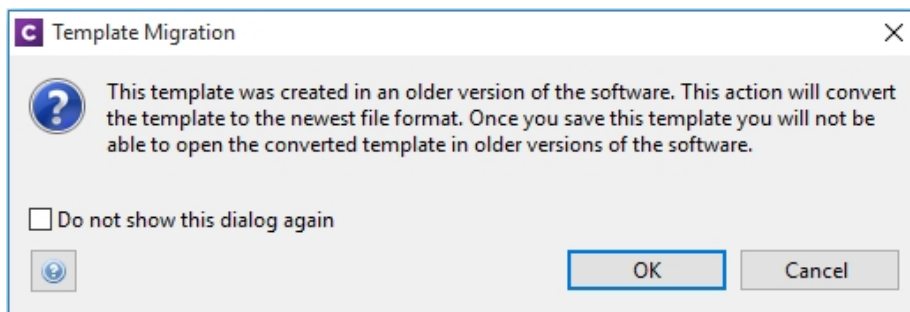 C Template Migration
This template was created in an older version of the software. This action will convert
the template to the newest file format. Once you save this template you will not be
able to open the converted template in older versions of the software.
Do not show this dialog again
OK Cancel